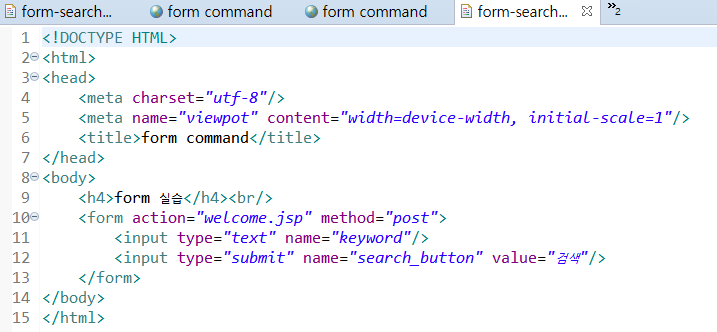 form-search... form command form command form-search... »2
1 <!DOCTYPE HTML>
2 <html>
3 <head>
4 <meta charset="utf-8"/>
5 <meta name="viewpot" content="width=device-width, initial-scale=1"/>
6 <title>form command</title>
7 </head>
8 <body>
9 <h4>form 실습</h4><br/>
10 <form action="welcome.jsp" method="post">
11 <input type="text" name="keyword"/>
12 <input type="submit" name="search_button" value="검색"/>
13 </form>
14 </body>
15 </html>